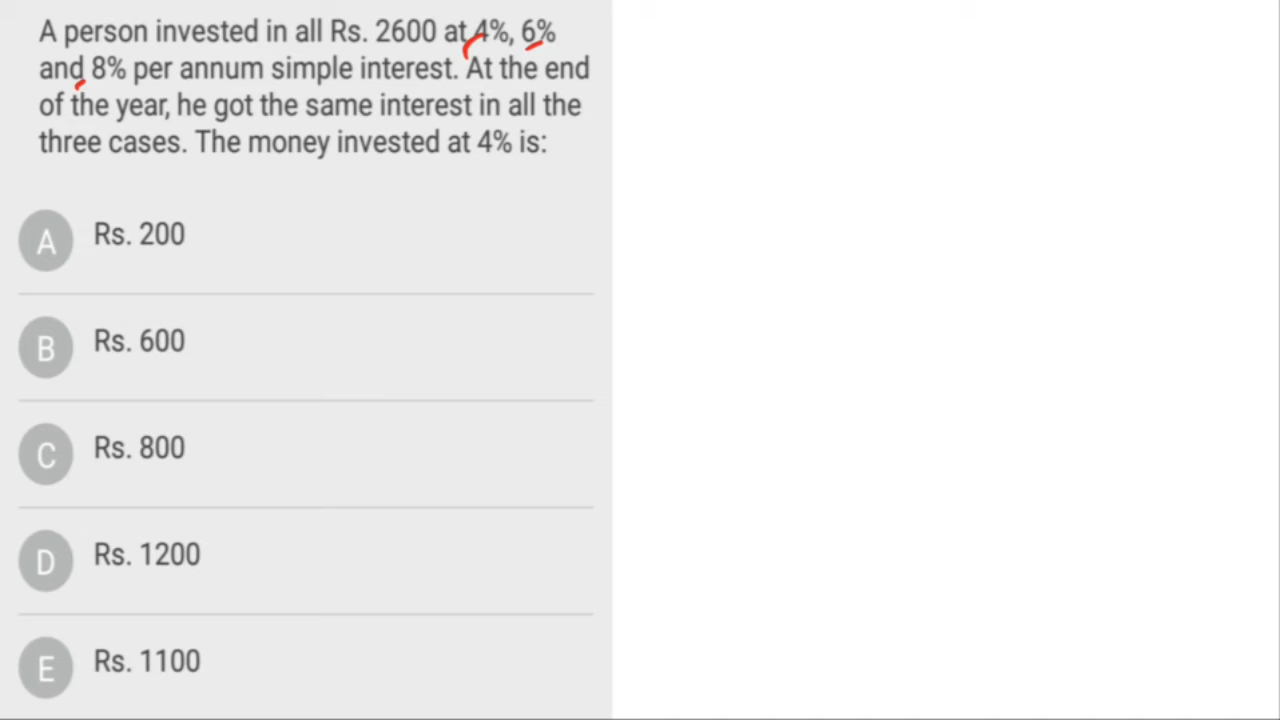 A person invested in all Rs. 2600 at 4%, 6%
and 8% per annum simple interest. At the end
of the year, he got the same interest in all the
three cases. The money invested at 4% is:
A Rs. 200
B Rs. 600
C Rs. 800
D Rs. 1200
E Rs. 1100